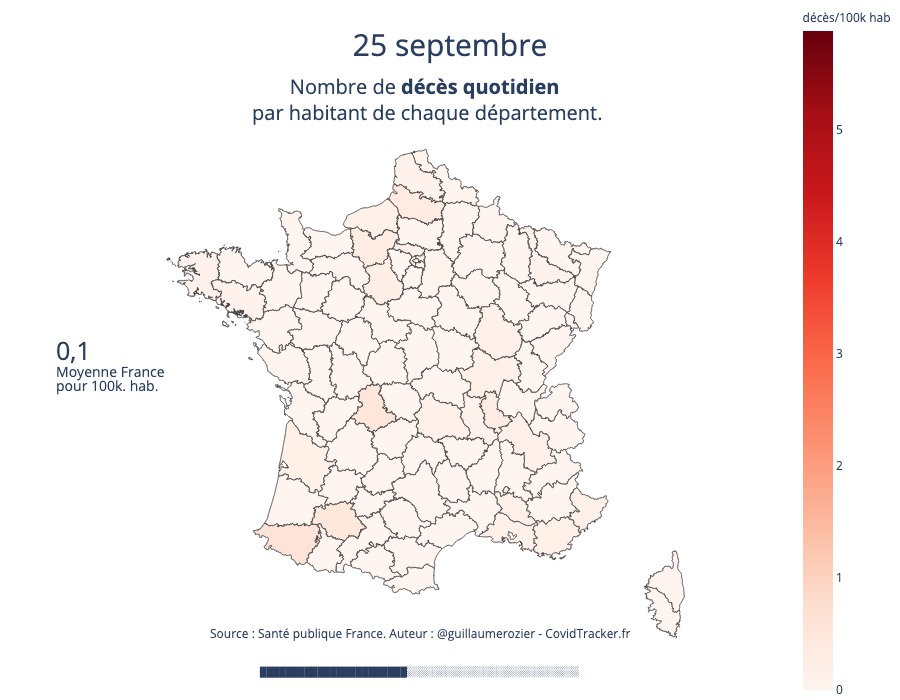 décès/100k hab
25 septembre
Nombre de décès quotidien
par habitant de chaque département.
5
4
0,1
Moyenne France
pour 100k. hab.
3
2
1
Source : Santé publique France. Auteur : @guillaumerozier - CovidTracker.fr
0